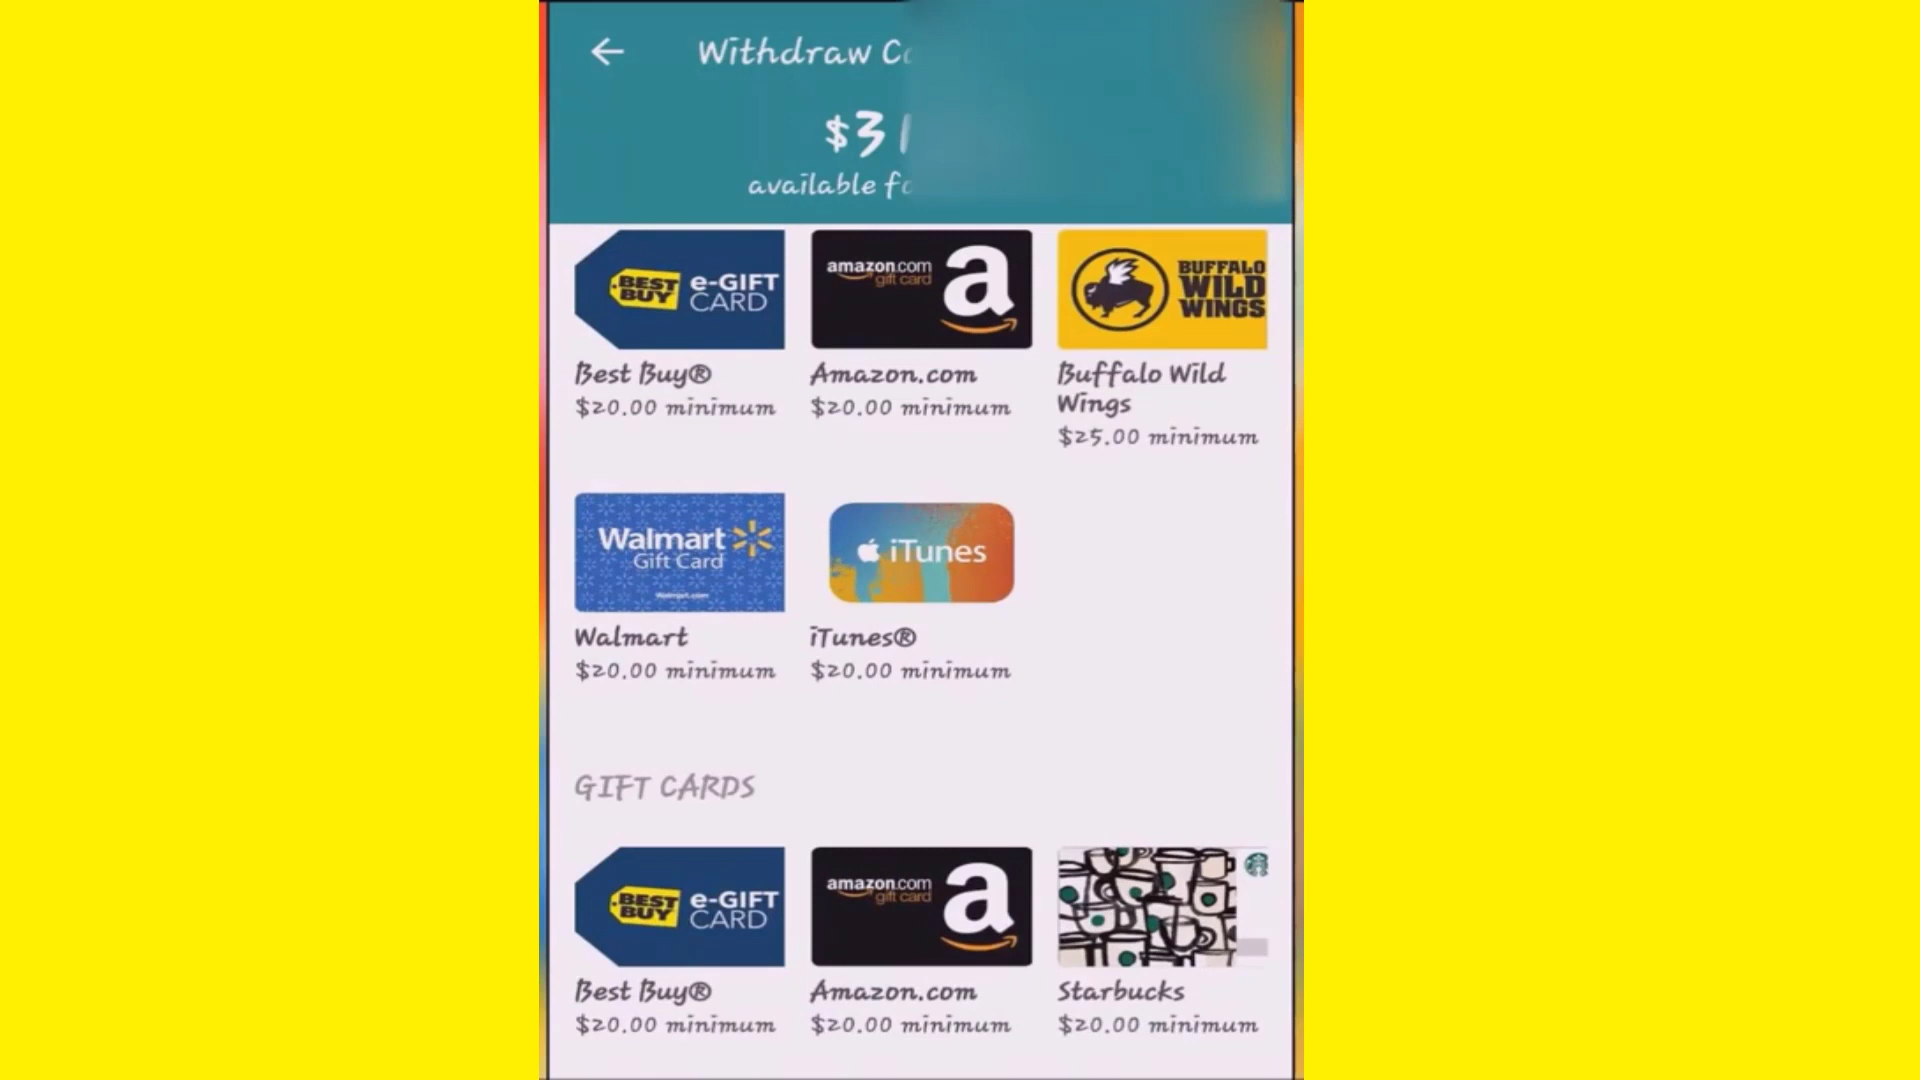 Withdraw
$3
available
BEST BUY e-GIFT CARD
amazon.com gift card a
BUFFALO WILD WINGS
Best Buy®
$20.00 minimum
Amazon.com
$20.00 minimum
Buffalo Wild
Wings
$25.00 minimum
Walmart
Gift Card
Walmart.com
iTunes
Walmart
$20.00 minimum
iTunes®
$20.00 minimum
GIFT CARDS
BEST BUY e-GIFT CARD
amazon.com gift card a
Best Buy®
$20.00 minimum
Amazon.com
$20.00 minimum
Starbucks
$20.00 minimum